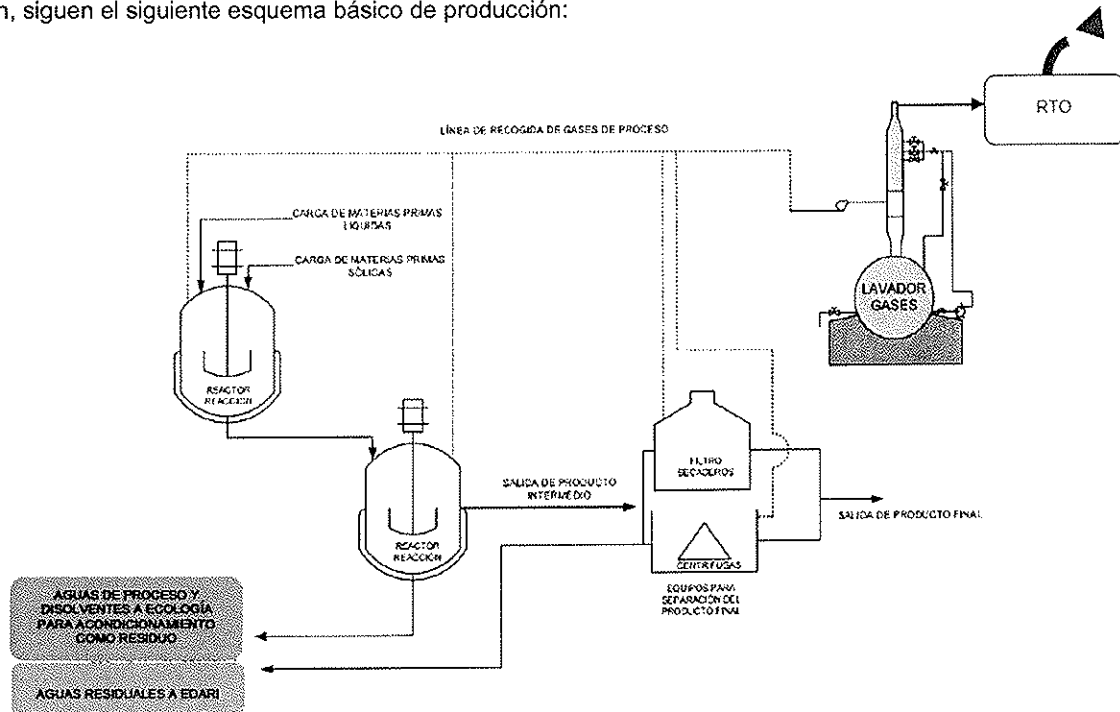 n, siguen el siguiente esquema básico de producción:
RTO
LÍNEA DE RECOGIDA DE GASES DE PROCESO
CARGA DE MATERIAS PRIMAS
LÍQUIDAS
CARGA DE MATERIAS PRIMAS
SÓLIDAS
LAVADOR
GASES
REACTOR
REACCIÓN
REACTOR
REACCIÓN
SALIDA DE PRODUCTO
INTERMEDIO
FILTRO
SECADEROS
SALIDA DE PRODUCTO FINAL
CENTRÍFUGAS
EQUIPOS PARA
SEPARACIÓN DEL
PRODUCTO FINAL
AGUAS DE PROCESO Y
DISOLVENTES A ECOLOGÍA
PARA ACONDICIONAMIENTO
COMO RESIDUO
AGUAS RESIDUALES A EDARI